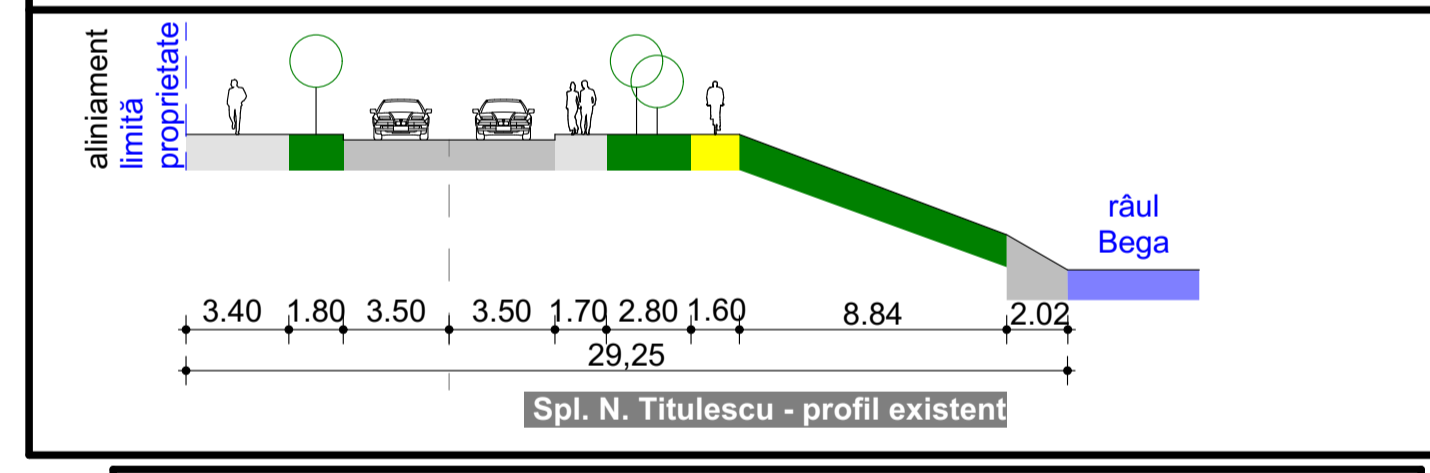 aliniament
limită
proprietate
râul
Bega
3.40 1.80 3.50 3.50 1.70 2.80 1.60 8.84 2.02
29,25
Spl. N. Titulescu - profil existent